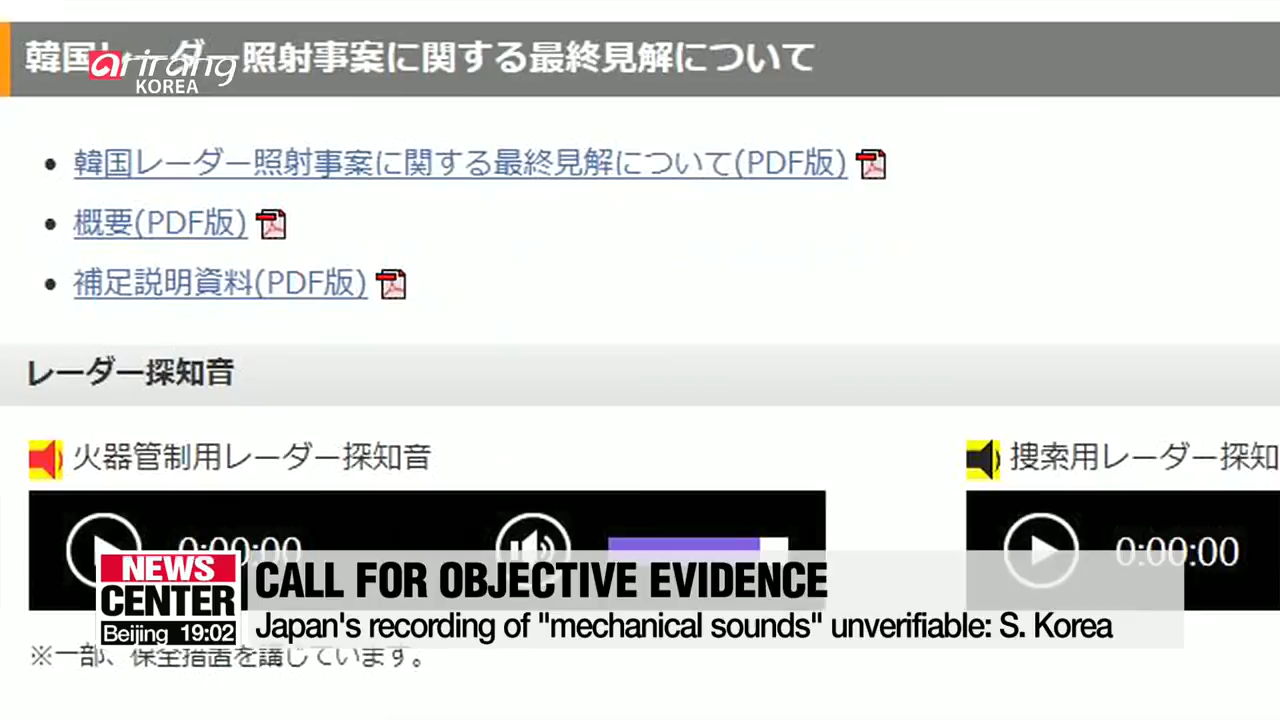 韓国レーダー照射事案に関する最終見解について
arirang
KOREA
韓国レーダー照射事案に関する最終見解について(PDF版)
概要(PDF版)
補足説明資料(PDF版)
レーダー探知音
火器管制用レーダー探知音
捜索用レーダー探知
0:00:00
0:00:00
NEWS
CENTER
Beijing 19:02
CALL FOR OBJECTIVE EVIDENCE
Japan's recording of "mechanical sounds" unverifiable: S. Korea
※一部、保全措置を講じています。